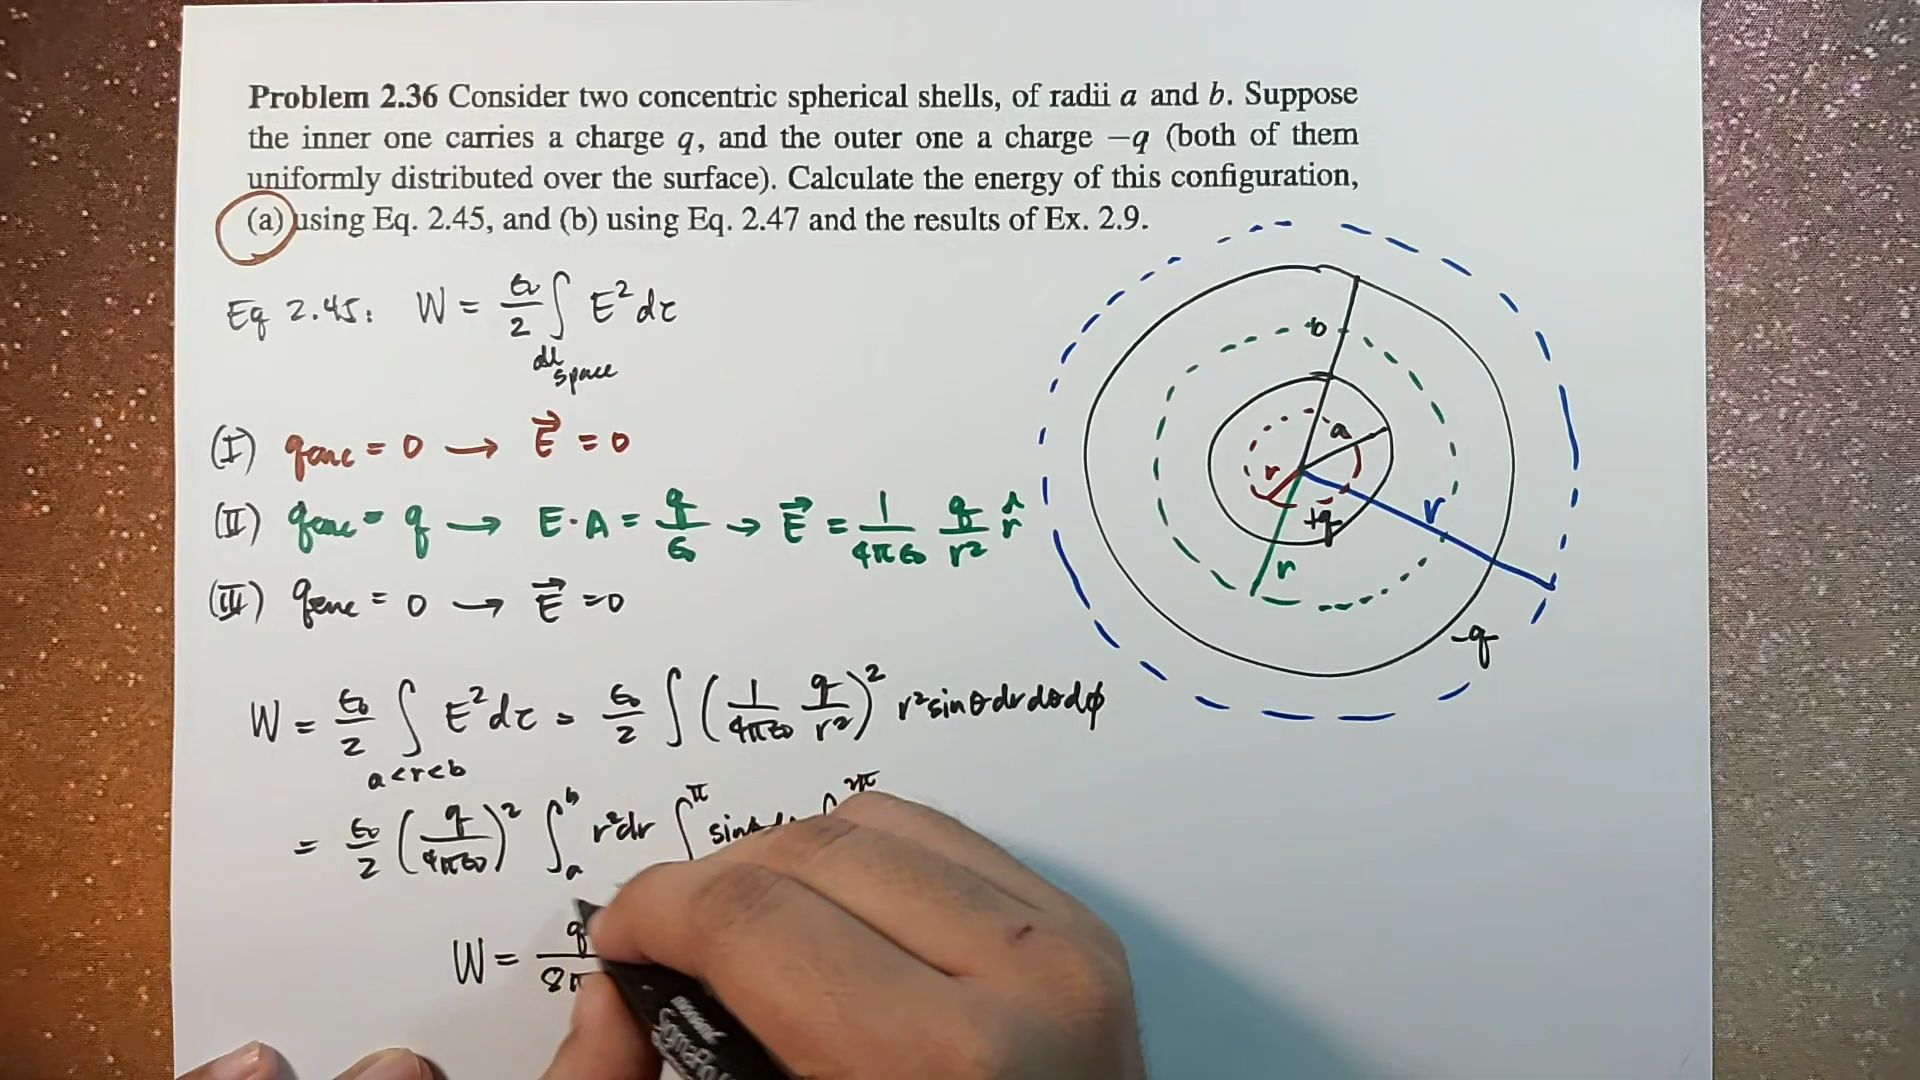 Problem 2.36 Consider two concentric spherical shells, of radii a and b. Suppose
the inner one carries a charge q, and the outer one a charge −q (both of them
uniformly distributed over the surface). Calculate the energy of this configuration,
(a) using Eq. 2.45, and (b) using Eq. 2.47 and the results of Ex. 2.9.
Eq 2.45: W = ε₀/2 ∫ E² dτ
all space
(I) qenc = 0 → E⃗ = 0
(II) qenc = q → E·A = q/ε₀ → E⃗ = 1/4πε₀ q/r² r̂
(III) qenc = 0 → E⃗ = 0
W = ε₀/2 ∫ E² dτ = ε₀/2 ∫ (1/4πε₀ q/r²)² r² sinθ dr dθ dϕ
a<r<b
= ε₀/2 (q/4πε₀)² ∫ₐᵇ r² dr ∫^π sin ∫^2π
W = q/8π
b
a
r
+q
r
r
-q